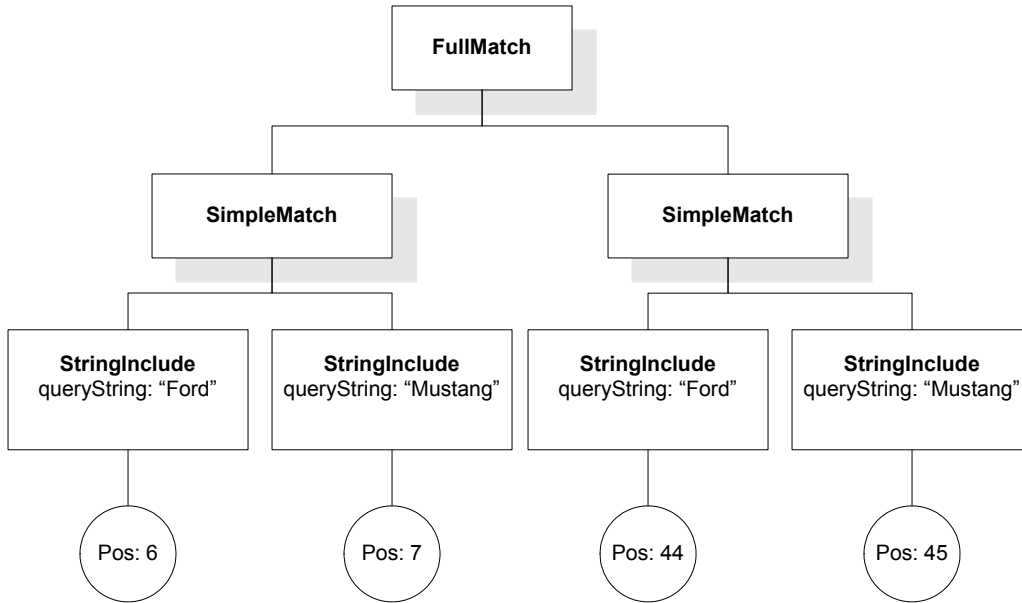 FullMatch
SimpleMatch
SimpleMatch
StringInclude
queryString: “Ford”
StringInclude
queryString: “Mustang”
StringInclude
queryString: “Ford”
StringInclude
queryString: “Mustang”
Pos: 6
Pos: 7
Pos: 44
Pos: 45